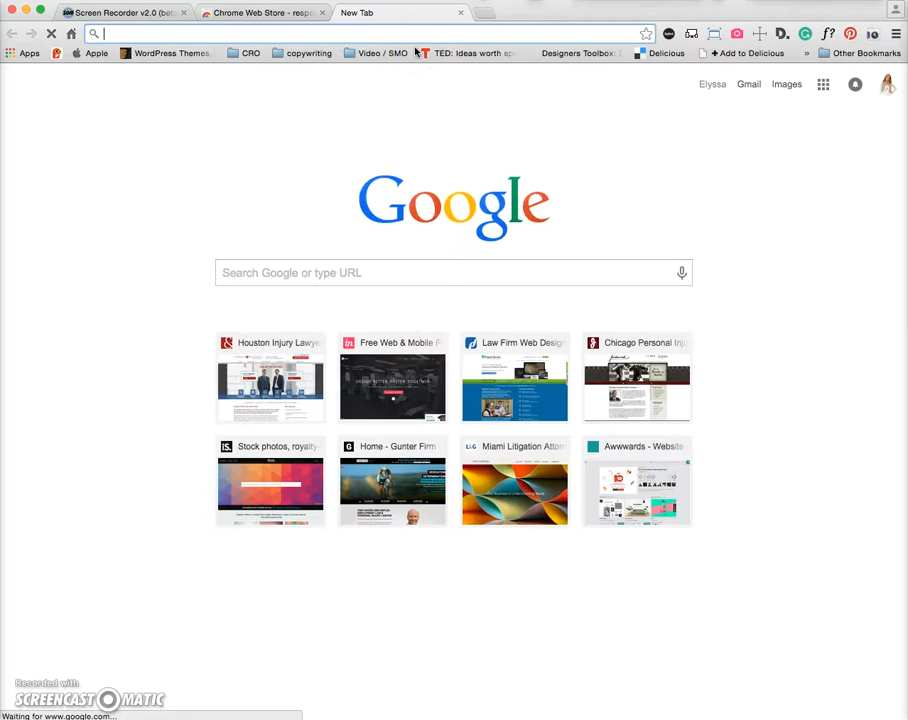 Screen Recorder v2.0 (beta
Chrome Web Store - respo
New Tab
Apps
Apple
WordPress Themes,
CRO
copywriting
Video / SMO
TED: Ideas worth sp
Designers Toolbox:
Delicious
+ Add to Delicious
»
Other Bookmarks
Elyssa
Gmail
Images
Google
Search Google or type URL
Houston Injury Lawye
Free Web & Mobile P
Law Firm Web Desig
Chicago Personal Inju
Stock photos, royalty-
Home - Gunter Firm
Miami Litigation Attor
Awwwards - Website
Recorded with
SCREENCAST-O-MATIC
Waiting for www.google.com...